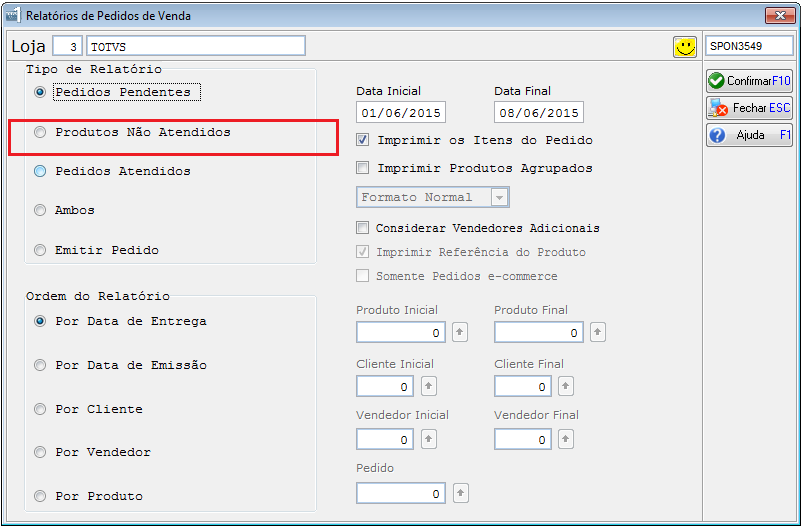 Relatórios de Pedidos de Venda
Loja 3 TOTVS SPON3549
Tipo de Relatório
Pedidos Pendentes
Produtos Não Atendidos
Pedidos Atendidos
Ambos
Emitir Pedido
Ordem do Relatório
Por Data de Entrega
Por Data de Emissão
Por Cliente
Por Vendedor
Por Produto
Data Inicial Data Final
01/06/2015 08/06/2015
Imprimir os Itens do Pedido
Imprimir Produtos Agrupados
Formato Normal
Considerar Vendedores Adicionais
Imprimir Referência do Produto
Somente Pedidos e-commerce
Produto Inicial Produto Final
0 0
Cliente Inicial Cliente Final
0 0
Vendedor Inicial Vendedor Final
0 0
Pedido
0
Confirmar F10
Fechar ESC
Ajuda F1